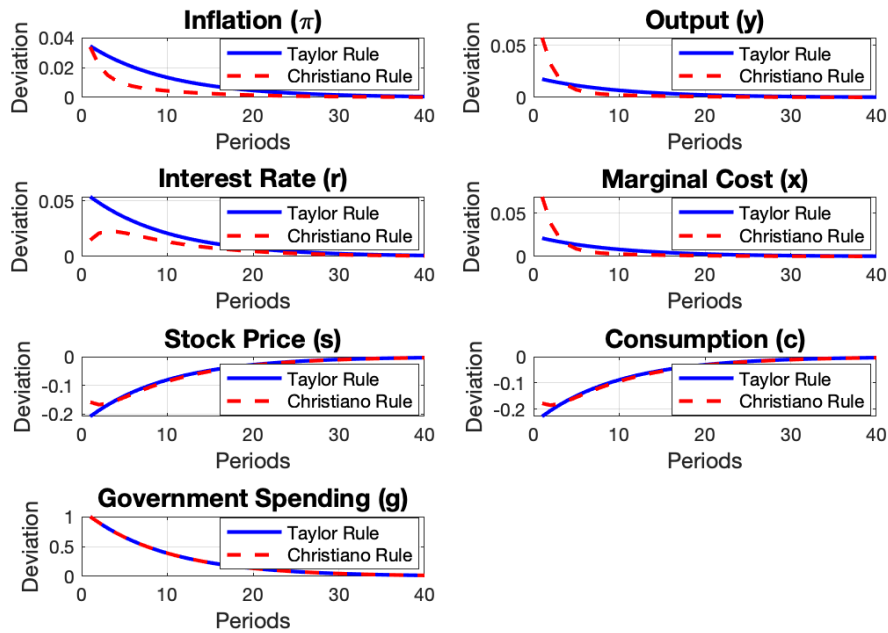 Inflation (π)
Deviation
0.04
0.02
0
0
10
20
30
40
Periods
Taylor Rule
Christiano Rule
Output (y)
Deviation
0.05
0
0
10
20
30
40
Periods
Taylor Rule
Christiano Rule
Interest Rate (r)
Deviation
0.05
0
0
10
20
30
40
Periods
Taylor Rule
Christiano Rule
Marginal Cost (x)
Deviation
0.05
0
0
10
20
30
40
Periods
Taylor Rule
Christiano Rule
Stock Price (s)
Deviation
0
-0.1
-0.2
0
10
20
30
40
Periods
Taylor Rule
Christiano Rule
Consumption (c)
Deviation
0
-0.1
-0.2
0
10
20
30
40
Periods
Taylor Rule
Christiano Rule
Government Spending (g)
Deviation
1
0.5
0
0
10
20
30
40
Periods
Taylor Rule
Christiano Rule